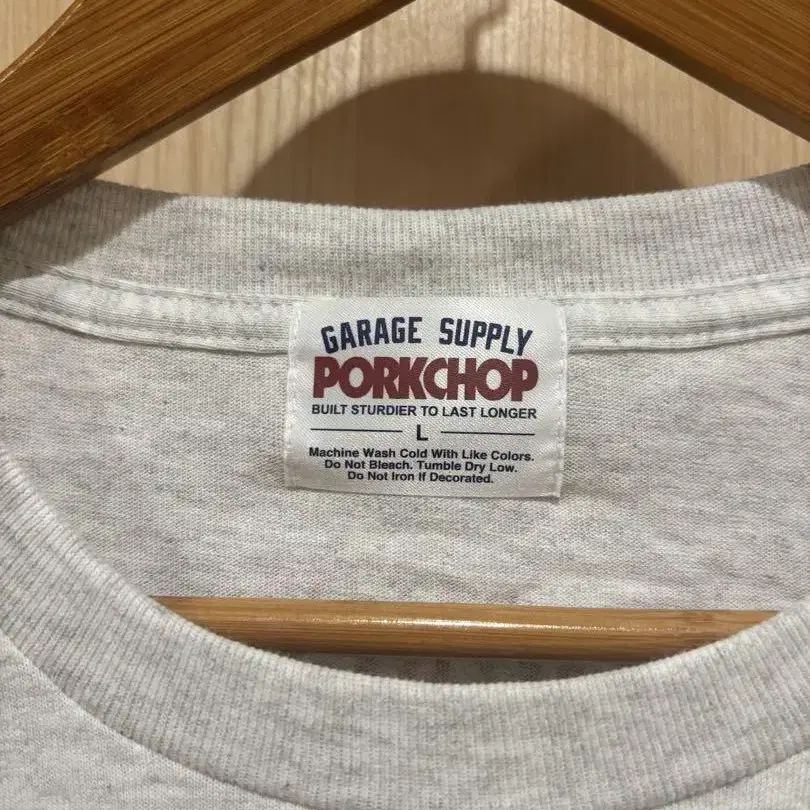 GARAGE SUPPLY
PORKCHOP
BUILT STURDIER TO LAST LONGER
L
Machine Wash Cold With Like Colors.
Do Not Bleach. Tumble Dry Low.
Do Not Iron If Decorated.